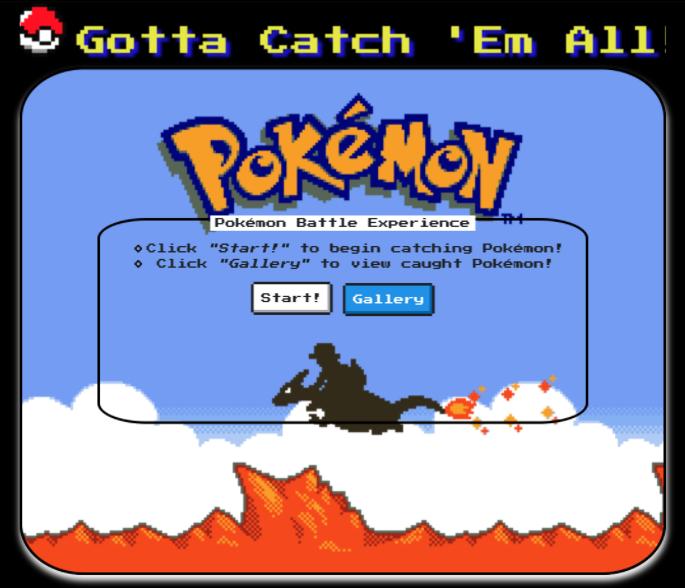 Gotta Catch 'Em All!
POKéMON
TM
Pokémon Battle Experience
◊Click "Start!" to begin catching Pokémon!
◊ Click "Gallery" to view caught Pokémon!
Start! Gallery